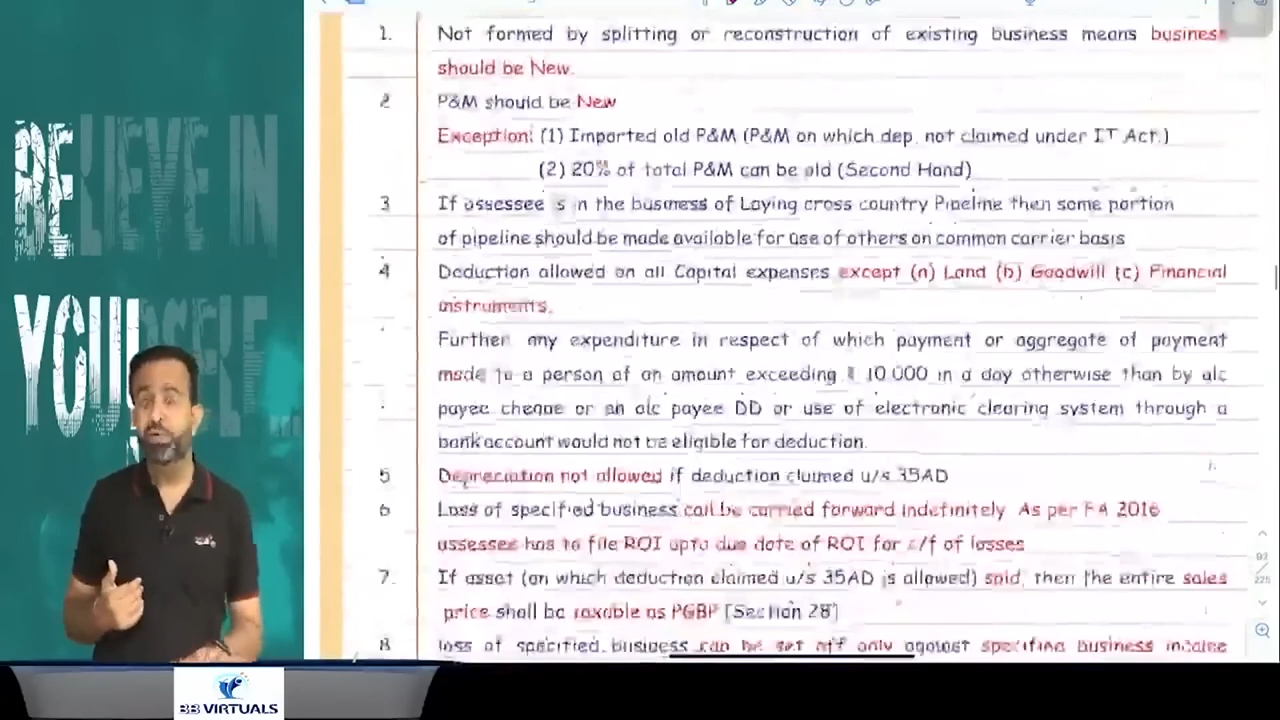 BELIEVE IN
YOURSELF
BB VIRTUALS
1. Not formed by splitting or reconstruction of existing business means business
should be New.
2 P&M should be New
Exception: (1) Imported old P&M (P&M on which dep. not claimed under IT Act.)
(2) 20% of total P&M can be old (Second Hand)
3 If assessee is in the business of Laying cross country Pipeline then some portion
of pipeline should be made available for use of others on common carrier basis
4 Deduction allowed on all Capital expenses except (a) Land (b) Goodwill (c) Financial
instruments.
Further any expenditure in respect of which payment or aggregate of payment
made to a person of an amount exceeding ₹ 10,000 in a day otherwise than by a/c
payee cheque or an a/c payee DD or use of electronic clearing system through a
bank account would not be eligible for deduction.
5 Depreciation not allowed if deduction claimed u/s 35AD
6 Loss of specified business can be carried forward indefinitely As per FA 2016
assesses has to file ROI upto due date of ROI for c/f of losses
7. If asset (on which deduction claimed u/s 35AD is allowed) sold, then the entire sales
price shall be taxable as PGBP [Section 28]
8 loss of specified business can be set off only against specified business income
92
225